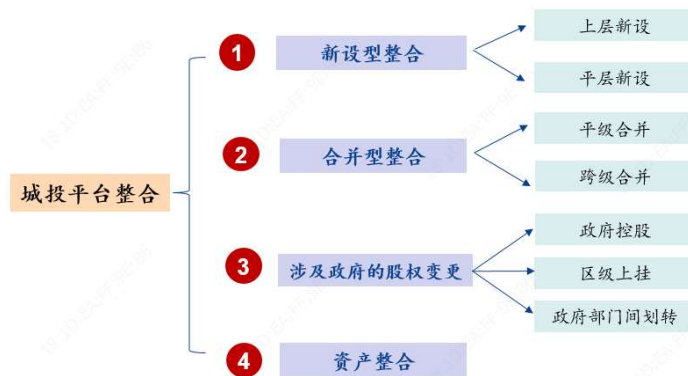 城投平台整合
1
新设型整合
上层新设
平层新设
2
合并型整合
平级合并
跨级合并
3
涉及政府的股权变更
政府控股
区级上挂
政府部门间划转
4
资产整合